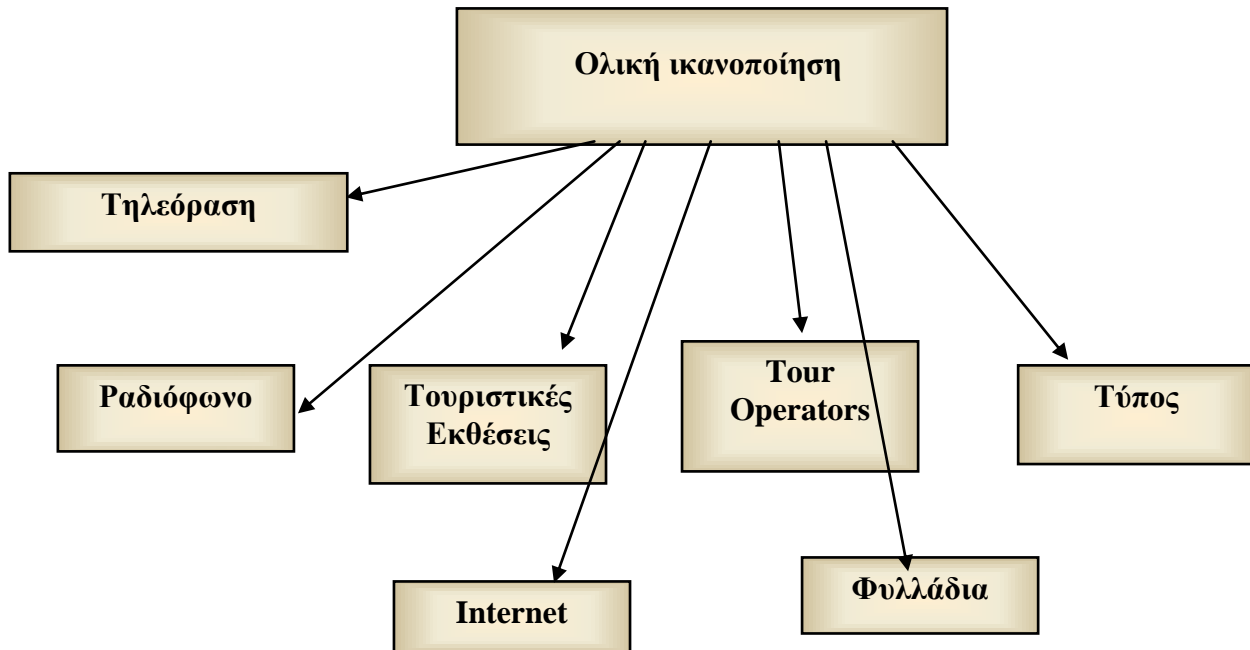 Ολική ικανοποίηση
Τηλεόραση
Ραδιόφωνο
Τουριστικές
Εκθέσεις
Tour
Operators
Τύπος
Internet
Φυλλάδια